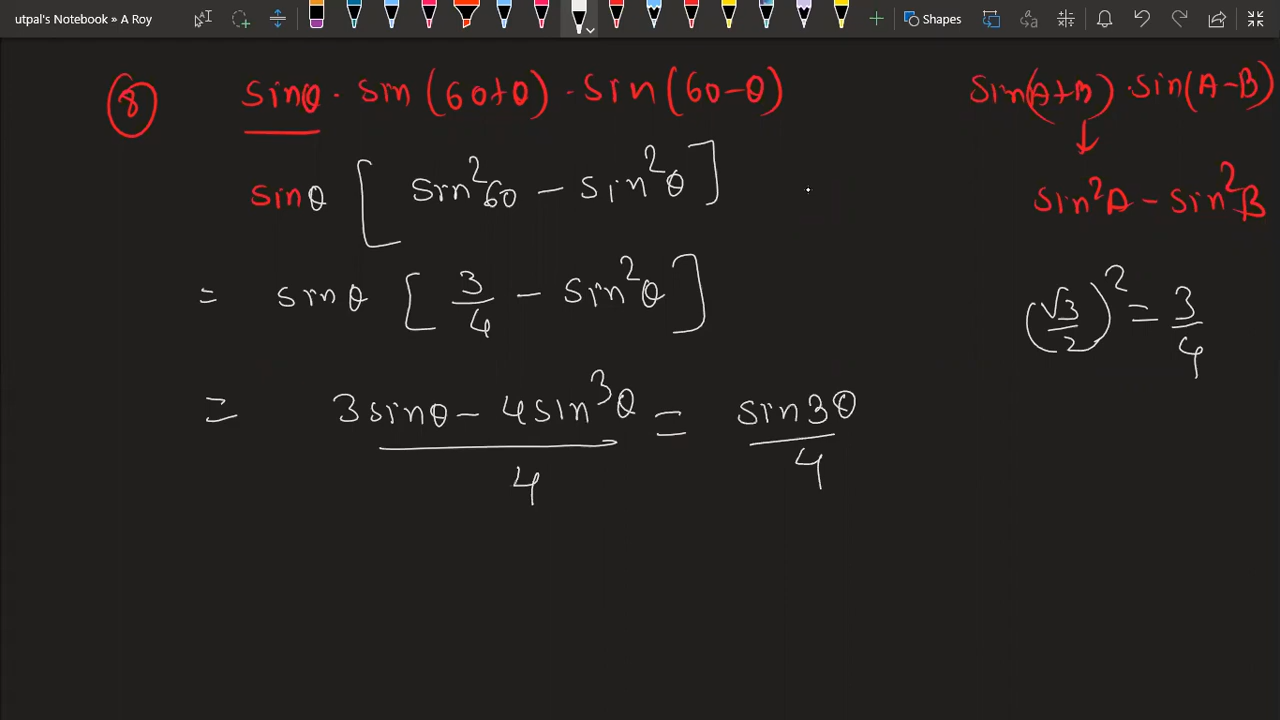 utpal's Notebook » A Roy
Shapes
⑧ sinθ · sin(60+θ) · sin(60-θ)
sin(A+B) · sin(A-B)
↓
sin²A - sin²B
sinθ [ sin²60 - sin²θ ]
= sinθ [ 3/4 - sin²θ ]
(√3/2)² = 3/4
= (3sinθ - 4sin³θ)/4 = sin3θ/4